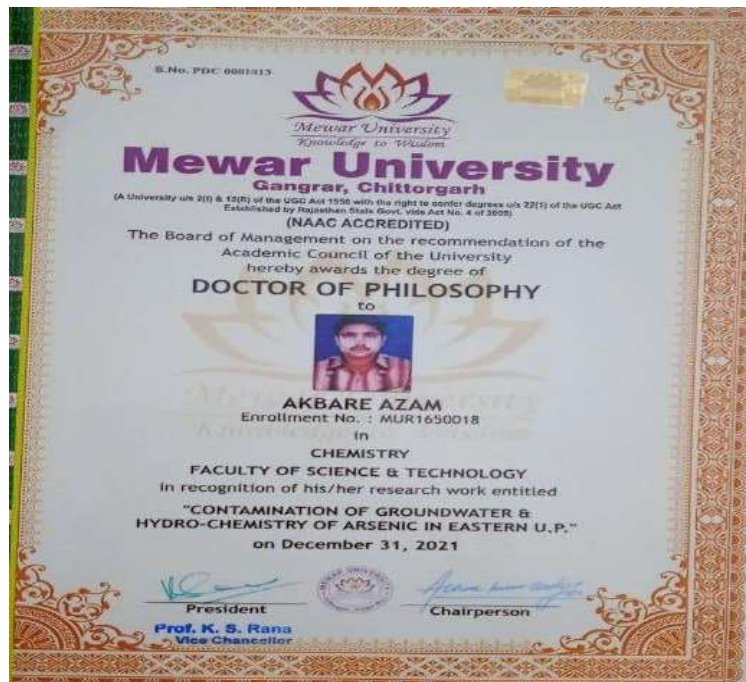 S.No. PDC 0001015
Mewar University
Knowledge to Wisdom
Mewar University
Gangrar, Chittorgarh
(A University u/s 2(f) & 12(B) of the UGC Act 1956 with the right to confer degrees u/s 22(1) of the UGC Act
Established by Rajasthan State Govt. vide Act No. 4 of 2009)
(NAAC ACCREDITED)
The Board of Management on the recommendation of the
Academic Council of the University
hereby awards the degree of
DOCTOR OF PHILOSOPHY
to
AKBARE AZAM
Enrollment No. : MUR1650018
in
CHEMISTRY
FACULTY OF SCIENCE & TECHNOLOGY
in recognition of his/her research work entitled
"CONTAMINATION OF GROUNDWATER &
HYDRO-CHEMISTRY OF ARSENIC IN EASTERN U.P."
on December 31, 2021
MEWAR UNIVERSITY
President
Chairperson
Prof. K. S. Rana
Vice Chancellor